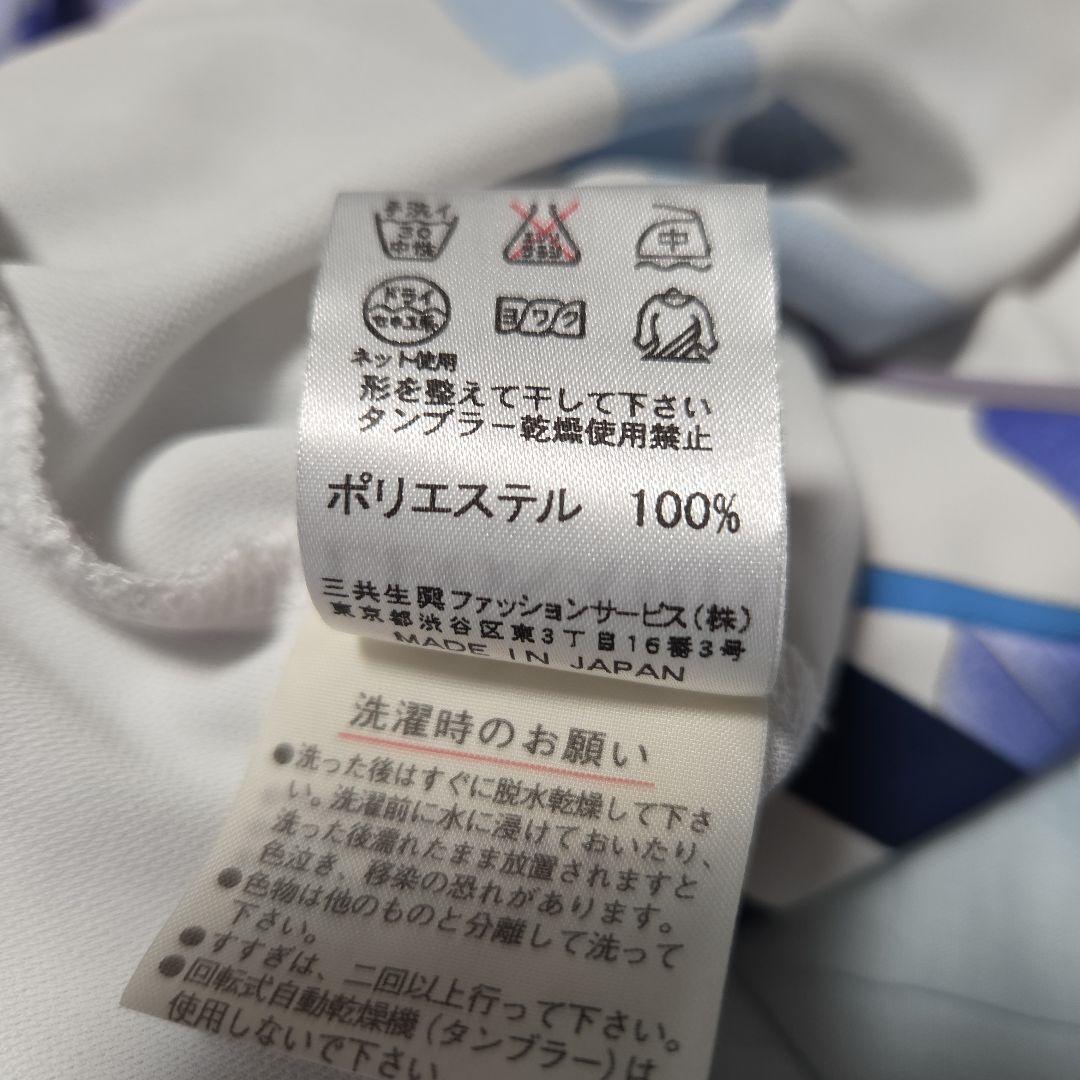 手洗イ
30
中性
エンソ
サラシ
中
ドライ
セキユ系
ヨワク
ネット使用
形を整えて干して下さい
タンブラー乾燥使用禁止
ポリエステル 100%
三共生興ファッションサービス(株)
東京都渋谷区東3丁目16番3号
MADE IN JAPAN
洗濯時のお願い
●洗った後はすぐに脱水乾燥して下さ
い。洗濯前に水に浸けておいたり、
洗った後濡れたまま放置されますと
色泣き、移染の恐れがあります。
●色物は他のものと分離して洗って
下さい。
●すすぎは、二回以上行って下さい。
●回転式自動乾燥機(タンブラー)は
使用しないで下さい